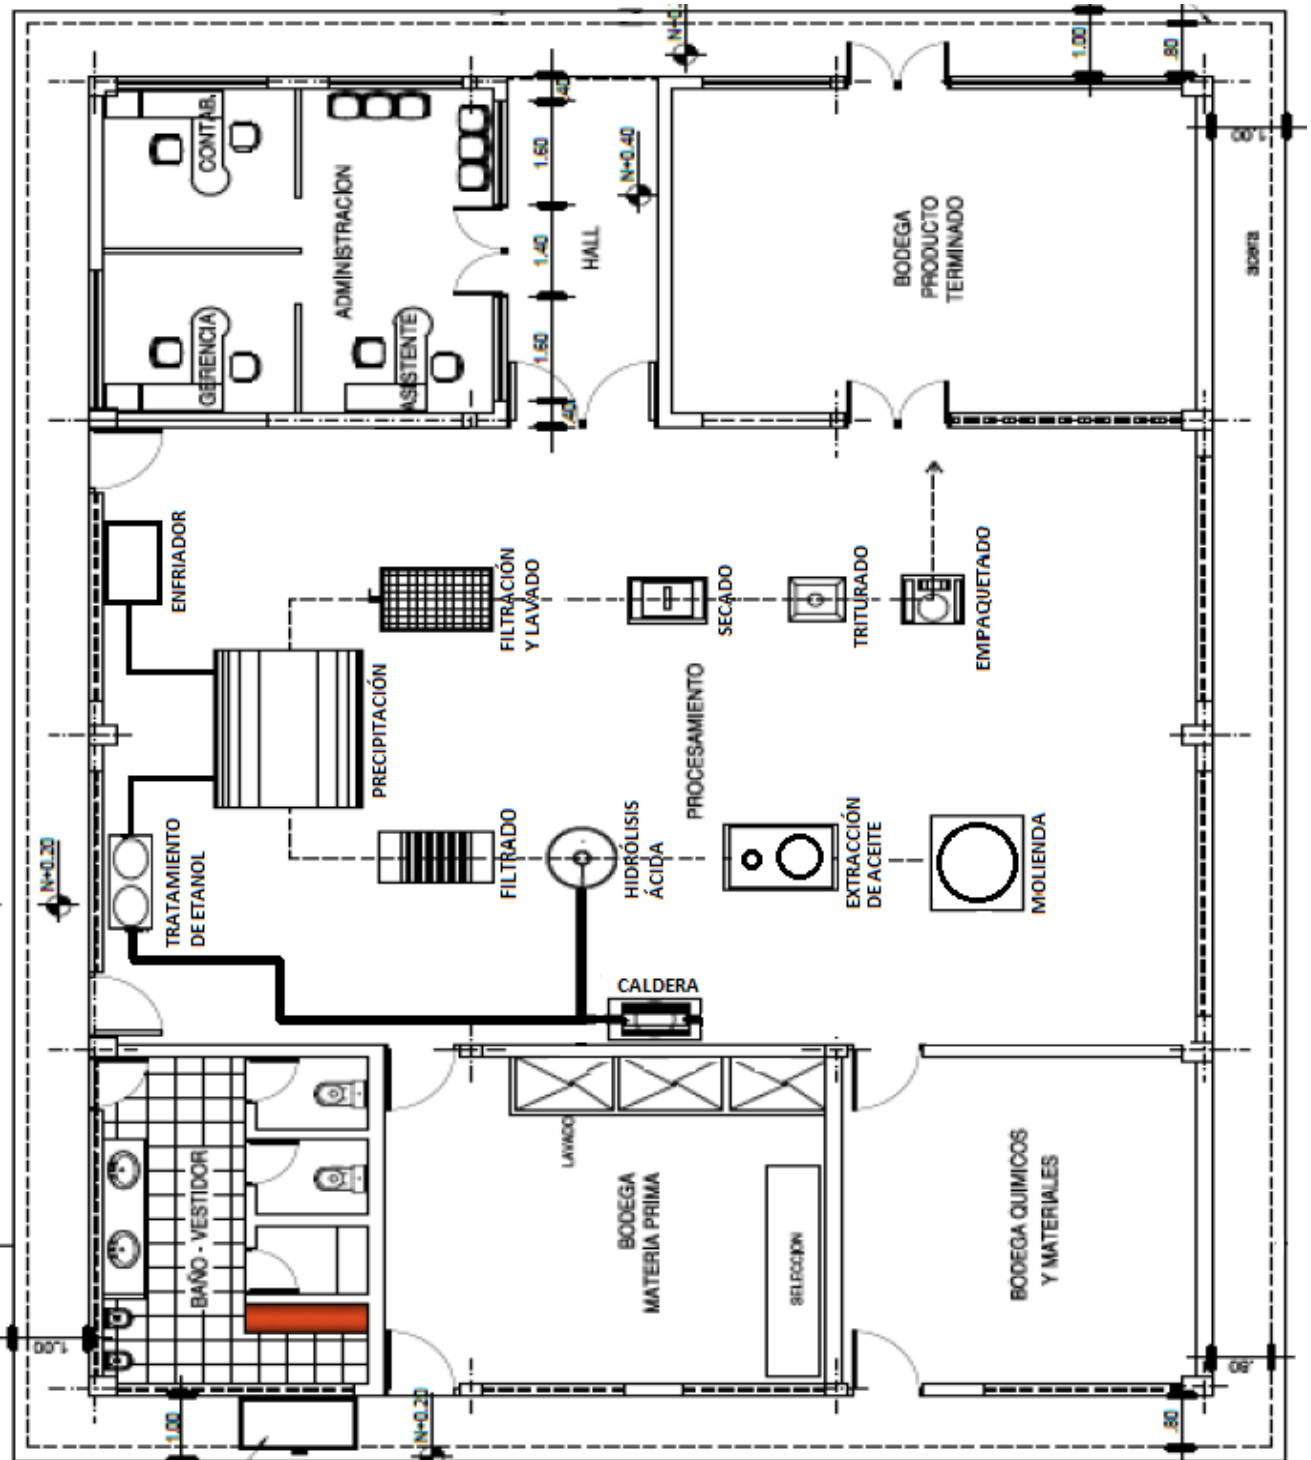 N+0.
1.00
.80
.40
CONTAB.
1.60
N+0.40
1.00
ADMINISTRACION
1.40
HALL
BODEGA
PRODUCTO
TERMINADO
acera
GERENCIA
ASISTENTE
1.60
.40
ENFRIADOR
FILTRACIÓN
Y LAVADO
SECADO
TRITURADO
EMPAQUETADO
PRECIPITACIÓN
PROCESAMIENTO
N+0.20
TRATAMIENTO
DE ETANOL
FILTRADO
HIDRÓLISIS
ÁCIDA
EXTRACCIÓN
DE ACEITE
MOLIENDA
CALDERA
LAVADO
BAÑO - VESTIDOR
BODEGA
MATERIA PRIMA
SELECCION
BODEGA QUIMICOS
Y MATERIALES
1.00
.80
1.00
N+0.20
.80